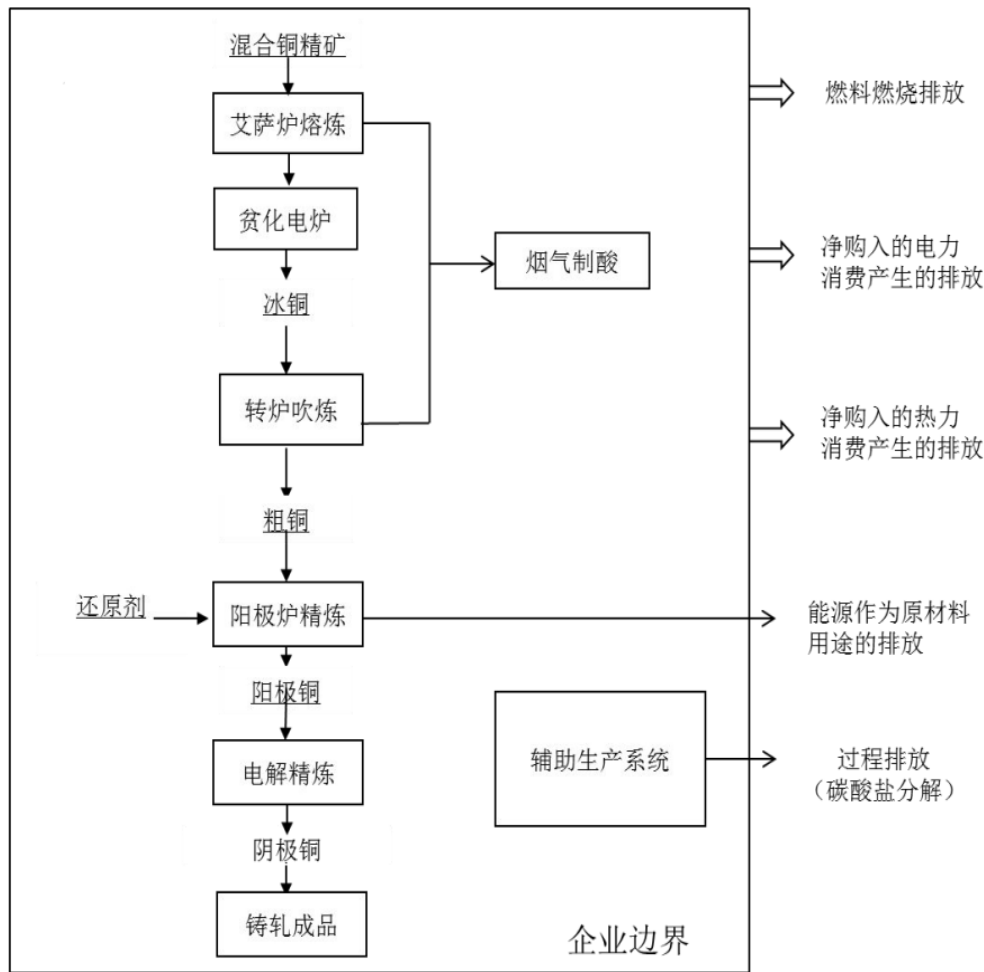 混合铜精矿
艾萨炉熔炼
贫化电炉
冰铜
转炉吹炼
粗铜
还原剂
阳极炉精炼
阳极铜
电解精炼
阴极铜
铸轧成品
烟气制酸
辅助生产系统
企业边界
燃料燃烧排放
净购入的电力
消费产生的排放
净购入的热力
消费产生的排放
能源作为原材料
用途的排放
过程排放
（碳酸盐分解）